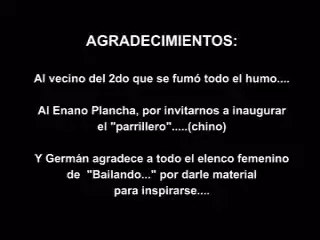 AGRADECIMIENTOS:
Al vecino del 2do que se fumó todo el humo....
Al Enano Plancha, por invitarnos a inaugurar
el "parrillero".....(chino)
Y Germán agradece a todo el elenco femenino
de "Bailando..." por darle material
para inspirarse....